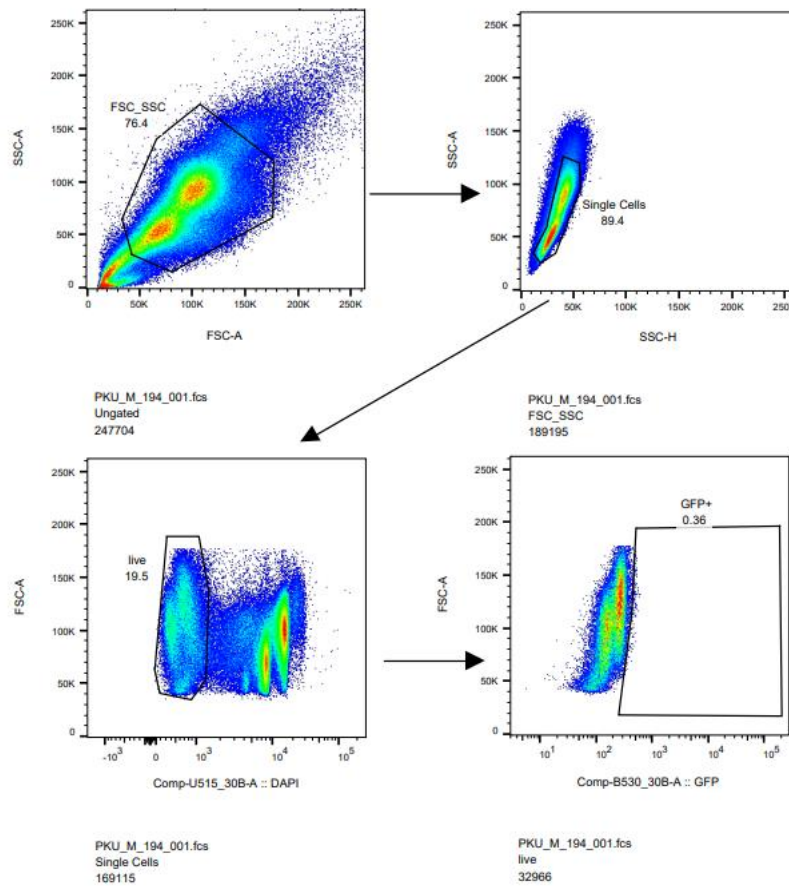 250K
200K
150K
100K
50K
0
SSC-A
FSC_SSC
76.4
0 50K 100K 150K 200K 250K
FSC-A
PKU_M_194_001.fcs
Ungated
247704
250K
200K
150K
100K
50K
0
SSC-A
Single Cells
89.4
0 50K 100K 150K 200K 250K
SSC-H
PKU_M_194_001.fcs
FSC_SSC
189195
250K
200K
150K
100K
50K
0
FSC-A
live
19.5
-10³ 0 10³ 10⁴ 10⁵
Comp-U515_30B-A :: DAPI
PKU_M_194_001.fcs
Single Cells
169115
250K
200K
150K
100K
50K
0
FSC-A
GFP+
0.36
10¹ 10² 10³ 10⁴ 10⁵
Comp-B530_30B-A :: GFP
PKU_M_194_001.fcs
live
32966